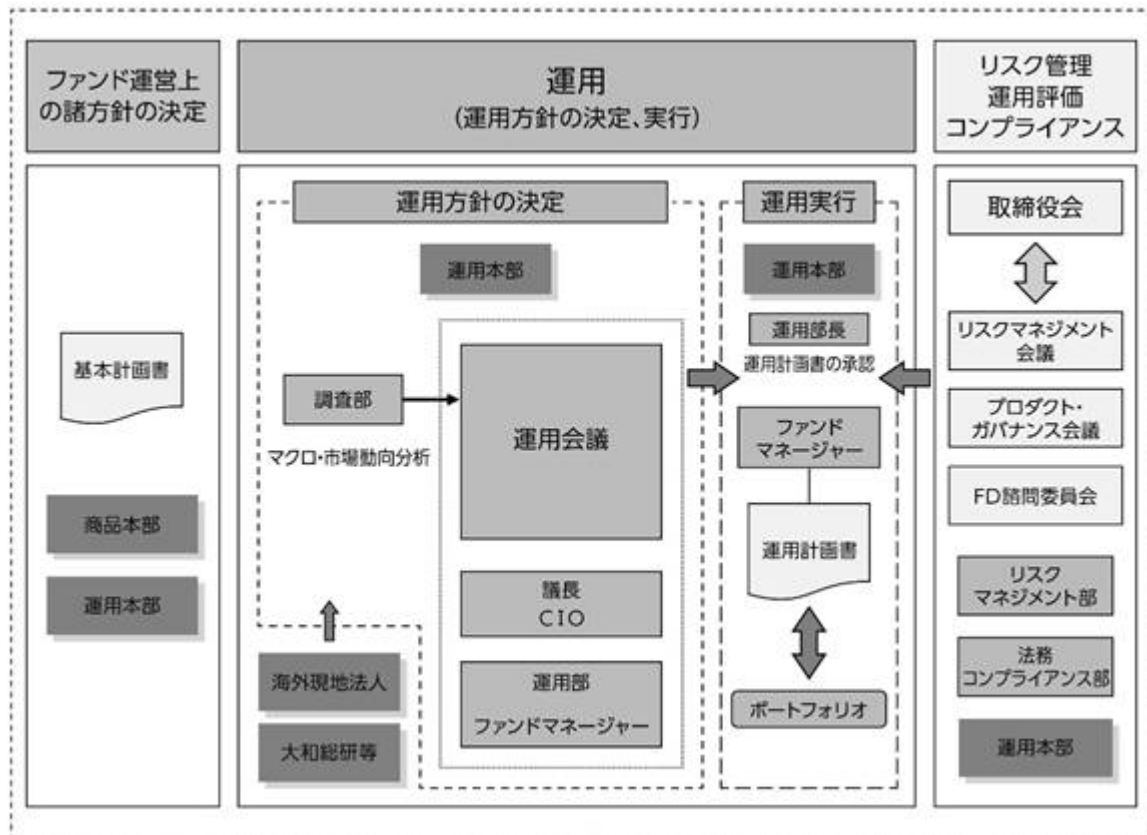 ファンド運営上
の諸方針の決定
運用
(運用方針の決定、実行)
リスク管理
運用評価
コンプライアンス
基本計画書
商品本部
運用本部
運用方針の決定
運用本部
調査部
マクロ・市場動向分析
運用会議
議長
CIO
運用部
ファンドマネージャー
海外現地法人
大和総研等
運用実行
運用本部
運用部長
運用計画書の承認
ファンド
マネージャー
運用計画書
ポートフォリオ
取締役会
リスクマネジメント
会議
プロダクト・
ガバナンス会議
FD諮問委員会
リスク
マネジメント部
法務
コンプライアンス部
運用本部